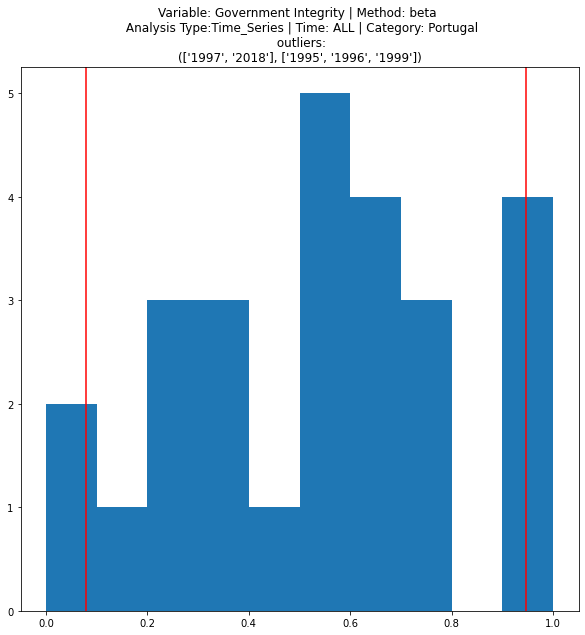 Variable: Government Integrity | Method: beta
Analysis Type:Time_Series | Time: ALL | Category: Portugal
outliers:
(['1997', '2018'], ['1995', '1996', '1999'])
5
4
3
2
1
0
0.0 0.2 0.4 0.6 0.8 1.0